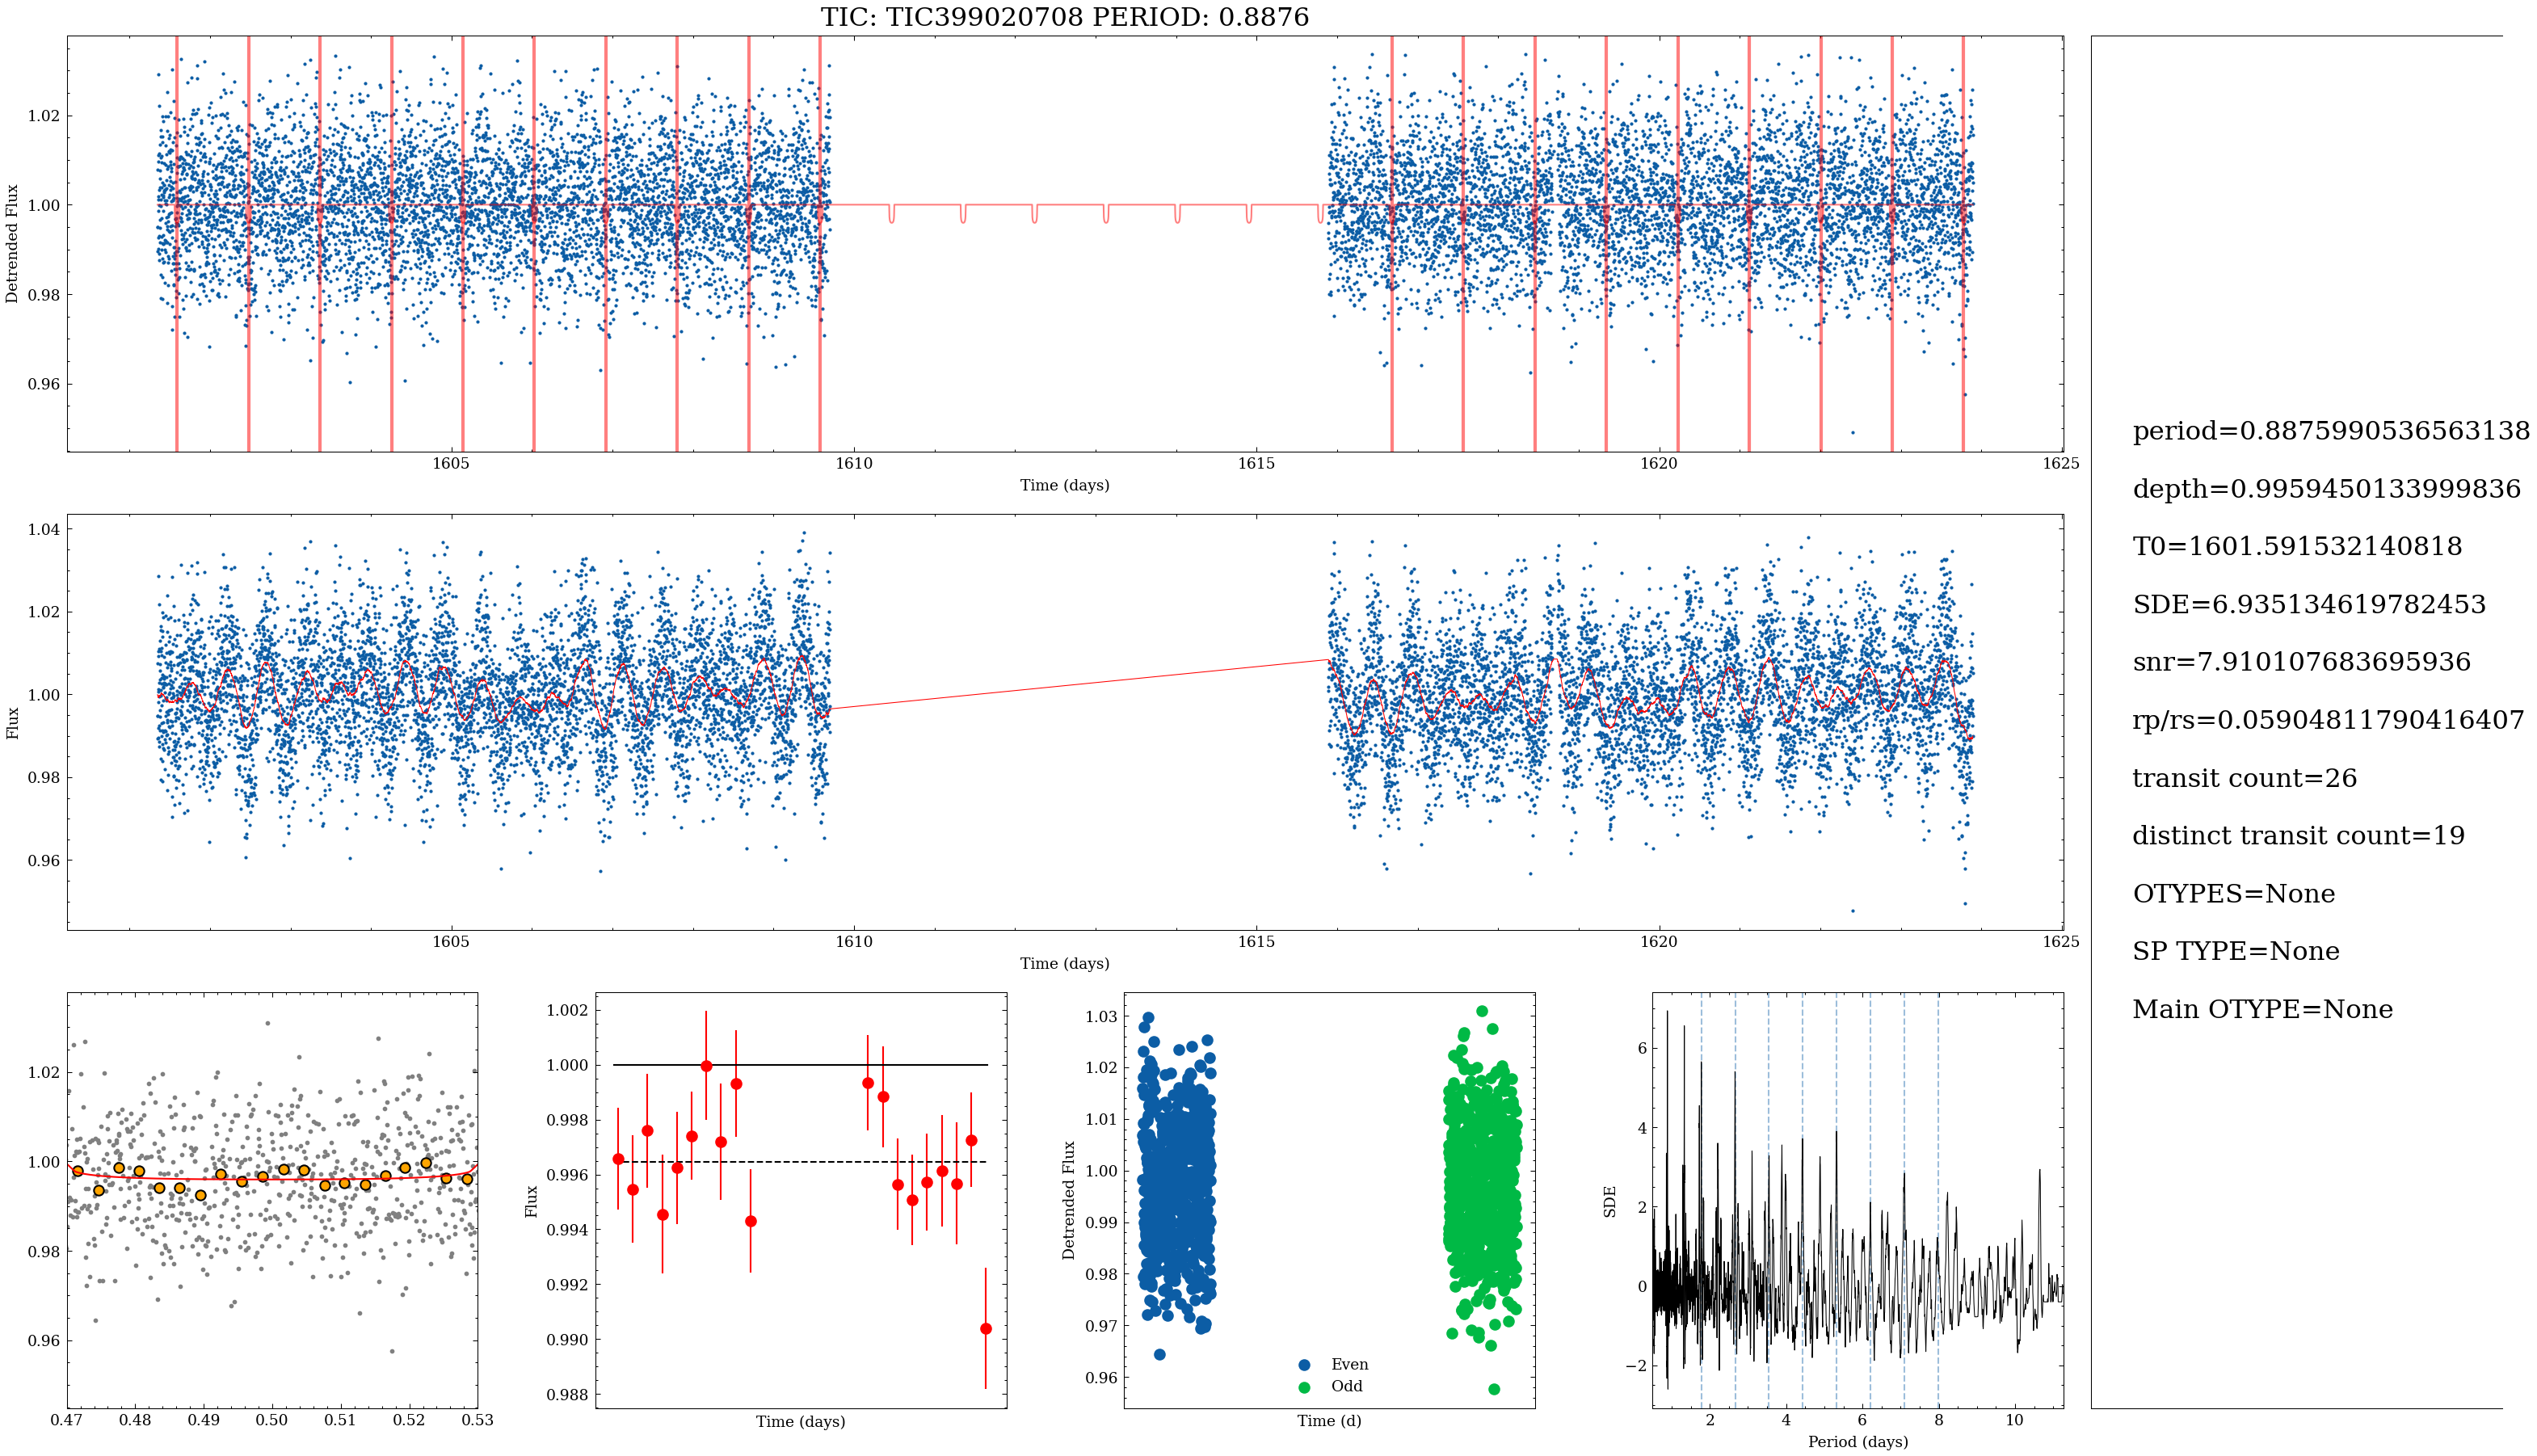 TIC: TIC399020708 PERIOD: 0.8876
Detrended Flux
1.02
1.00
0.98
0.96
1605
1610
1615
1620
1625
Time (days)
Flux
1.04
1.02
1.00
0.98
0.96
1605
1610
1615
1620
1625
Time (days)
period=0.8875990536563138
depth=0.9959450133999836
T0=1601.591532140818
SDE=6.935134619782453
snr=7.910107683695936
rp/rs=0.05904811790416407
transit count=26
distinct transit count=19
OTYPES=None
SP TYPE=None
Main OTYPE=None
1.02
1.00
0.98
0.96
0.47
0.48
0.49
0.50
0.51
0.52
0.53
Flux
1.002
1.000
0.998
0.996
0.994
0.992
0.990
0.988
Time (days)
Detrended Flux
1.03
1.02
1.01
1.00
0.99
0.98
0.97
0.96
Even
Odd
Time (d)
SDE
6
4
2
0
−2
2
4
6
8
10
Period (days)